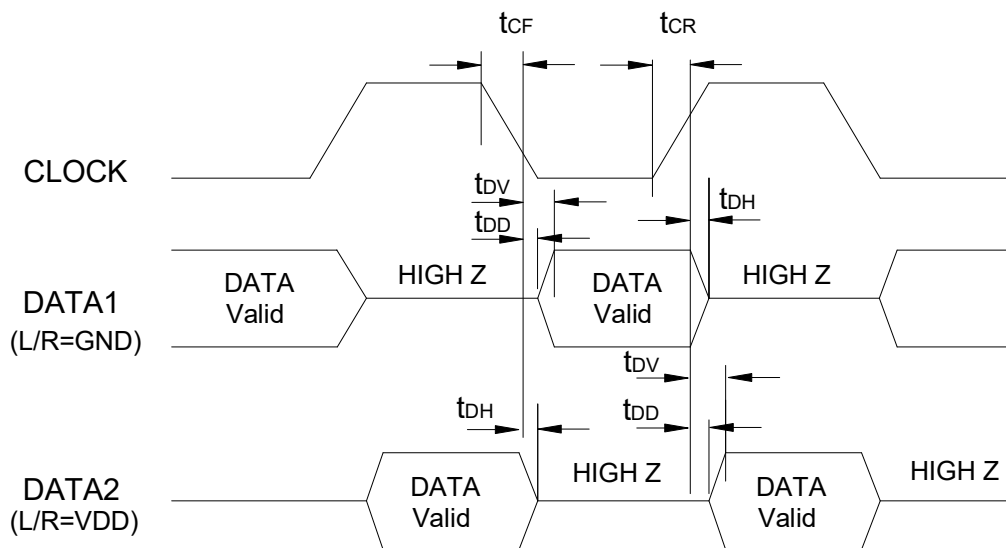 tCF
tCR
CLOCK
tDV
tDH
tDD
DATA1
(L/R=GND)
DATA
Valid
HIGH Z
DATA
Valid
HIGH Z
tDV
tDH
tDD
DATA2
(L/R=VDD)
DATA
Valid
HIGH Z
DATA
Valid
HIGH Z